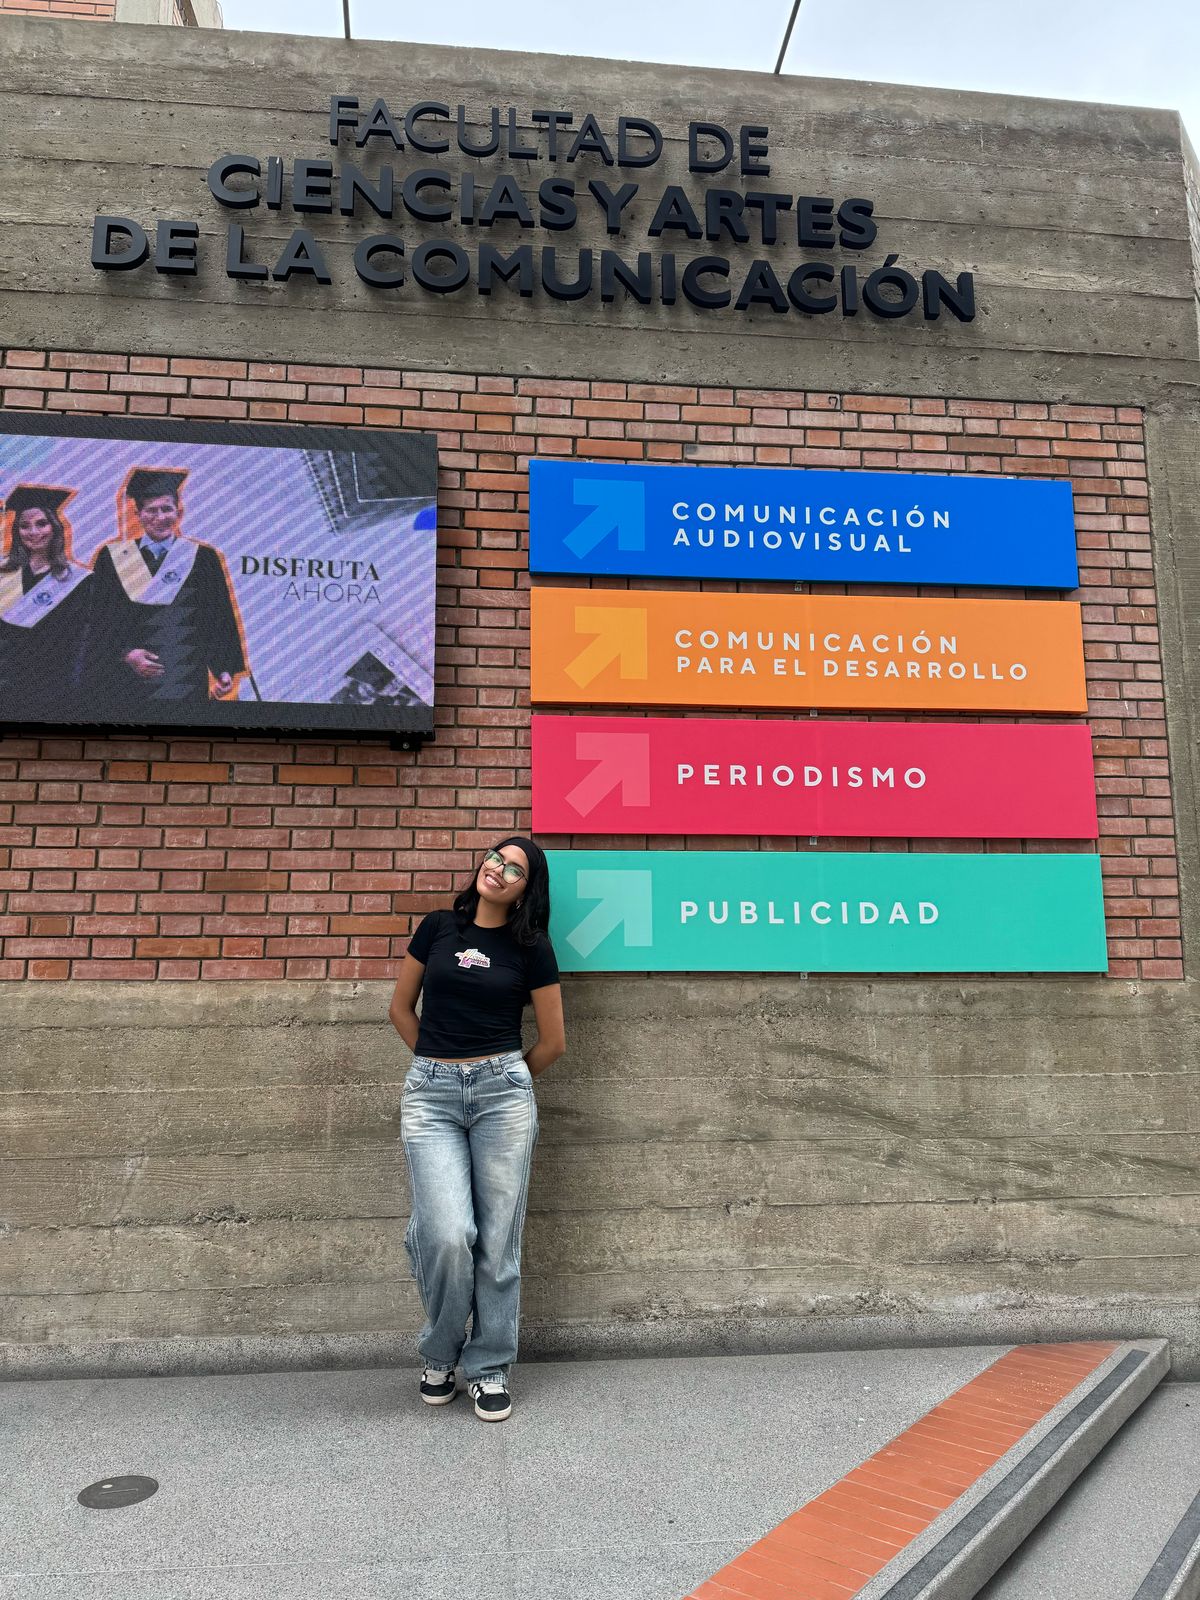 FACULTAD DE
CIENCIAS Y ARTES
DE LA COMUNICACIÓN
DISFRUTA
AHORA
COMUNICACIÓN
AUDIOVISUAL
COMUNICACIÓN
PARA EL DESARROLLO
PERIODISMO
PUBLICIDAD